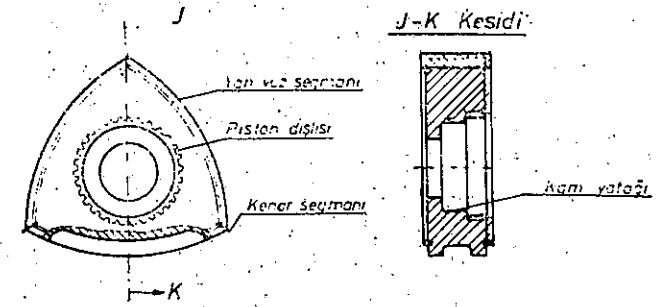 J
J-K Kesidi
Yan yüz segmanı
Piston dişlisi
Kenar segmanı
Kam yatağı
K